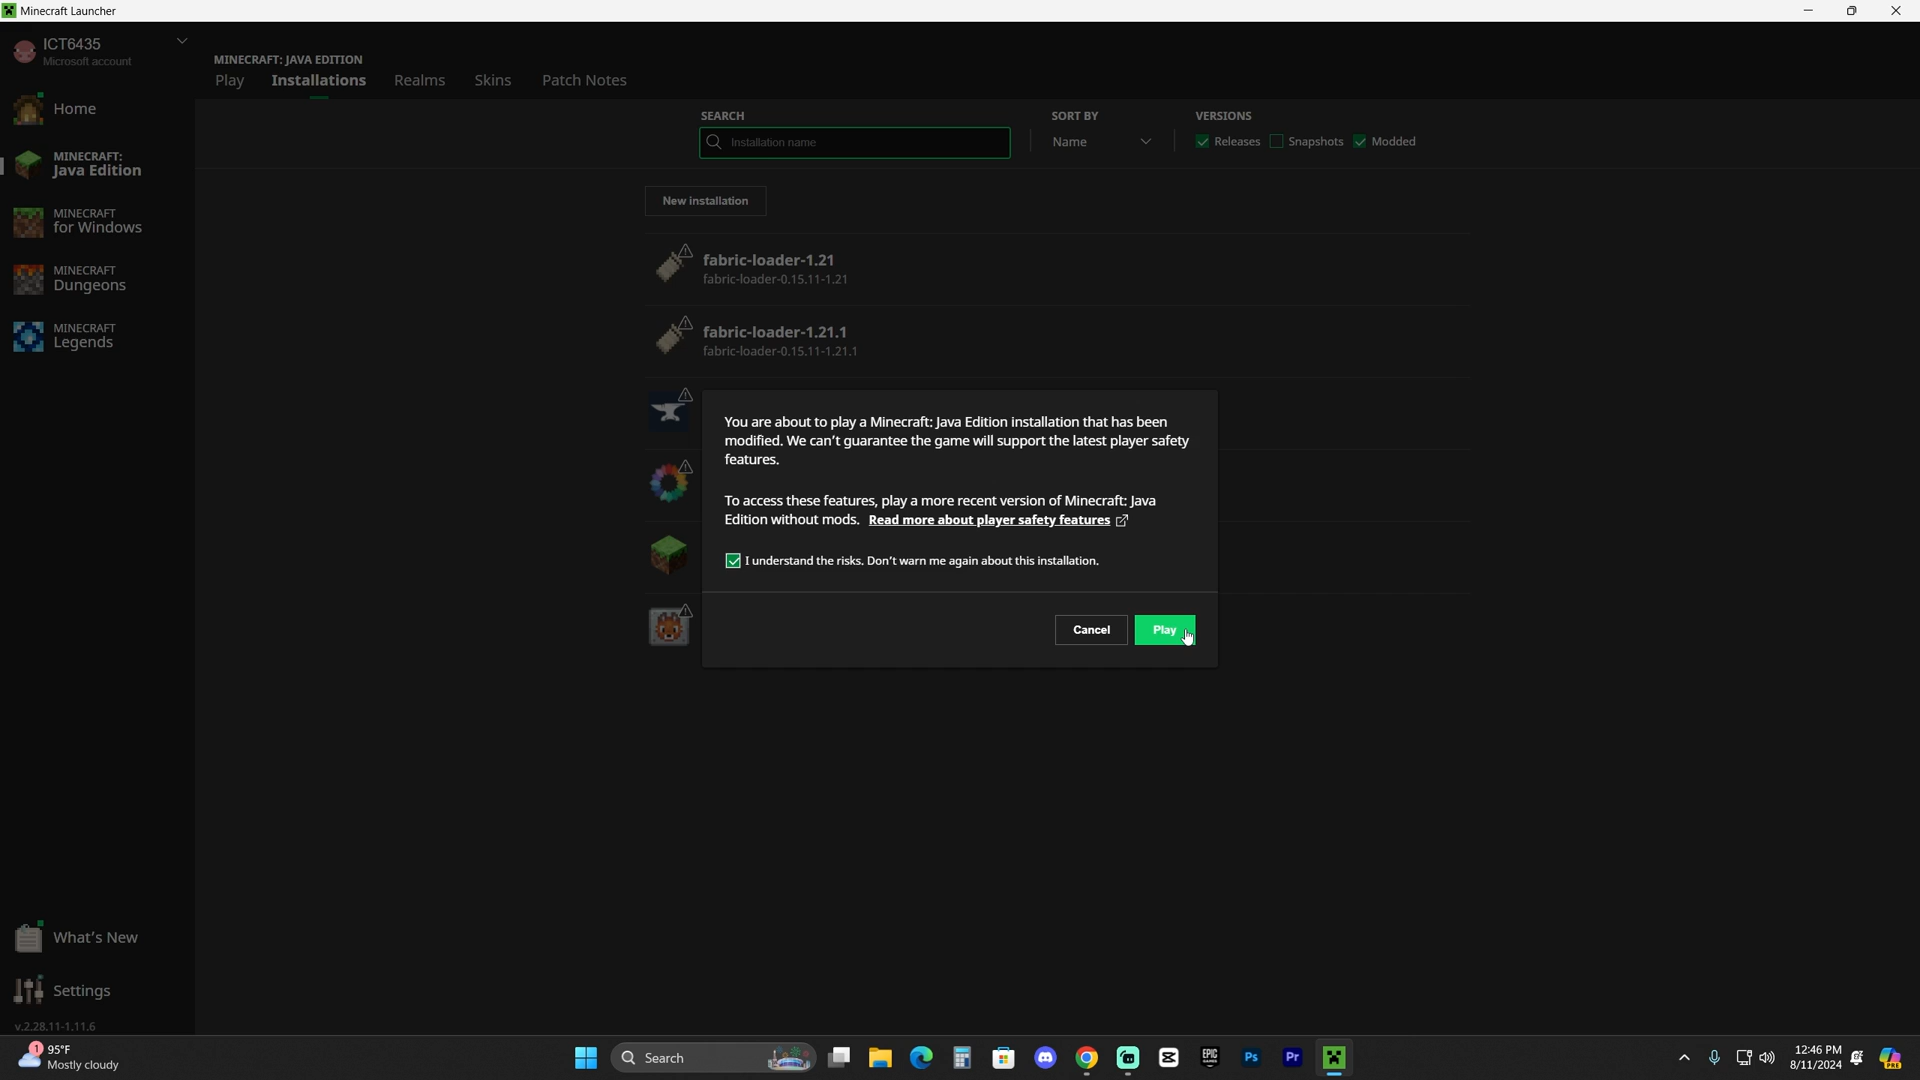 Minecraft Launcher
ICT6435
Microsoft account
MINECRAFT: JAVA EDITION
Play Installations Realms Skins Patch Notes
Home
MINECRAFT:
Java Edition
MINECRAFT
for Windows
MINECRAFT
Dungeons
MINECRAFT
Legends
SEARCH
Installation name
SORT BY
Name
VERSIONS
Releases Snapshots Modded
New installation
fabric-loader-1.21
fabric-loader-0.15.11-1.21
fabric-loader-1.21.1
fabric-loader-0.15.11-1.21.1
You are about to play a Minecraft: Java Edition installation that has been
modified. We can't guarantee the game will support the latest player safety
features.
To access these features, play a more recent version of Minecraft: Java
Edition without mods. Read more about player safety features
I understand the risks. Don't warn me again about this installation.
Cancel Play
What's New
Settings
v.2.28.11-1.11.6
1
95°F
Mostly cloudy
Search
EPIC
GAMES
Ps
Pr
12:46 PM
8/11/2024
PRE